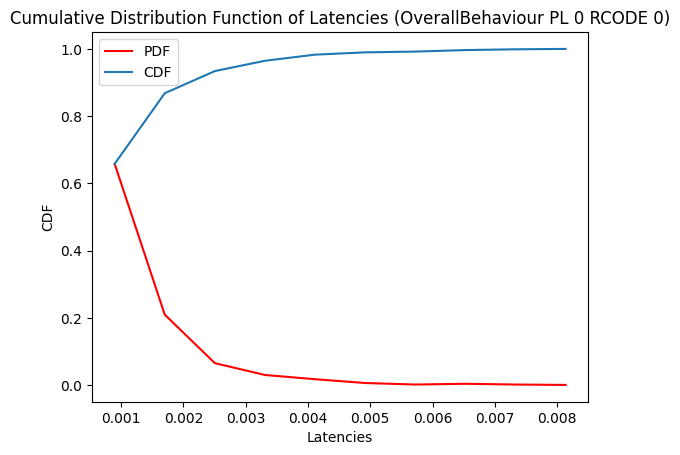 Cumulative Distribution Function of Latencies (OverallBehaviour PL 0 RCODE 0)
PDF
CDF
1.0
0.8
0.6
0.4
0.2
0.0
CDF
0.001 0.002 0.003 0.004 0.005 0.006 0.007 0.008
Latencies